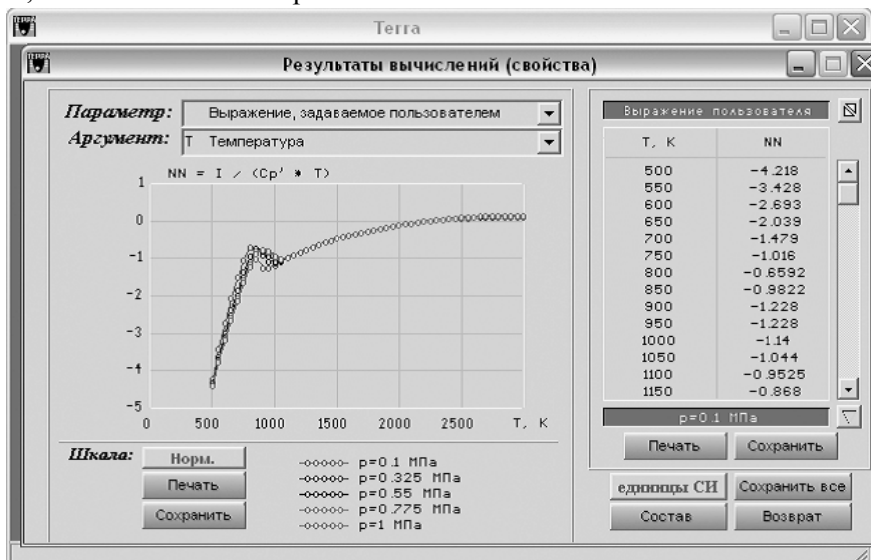 Terra
Результаты вычислений (свойства)
Параметр: Выражение, задаваемое пользователем
Аргумент: T Температура
NN = I / (Cp' * T)
1
0
-1
-2
-3
-4
-5
0 500 1000 1500 2000 2500 T, K
Шкала: Норм.
Печать
Сохранить
-ooooo- p=0.1 МПа
-ooooo- p=0.325 МПа
-ooooo- p=0.55 МПа
-ooooo- p=0.775 МПа
-ooooo- p=1 МПа
Выражение пользователя
T, K NN
500 -4.218
550 -3.428
600 -2.693
650 -2.039
700 -1.479
750 -1.016
800 -0.6592
850 -0.9822
900 -1.228
950 -1.228
1000 -1.14
1050 -1.044
1100 -0.9525
1150 -0.868
p=0.1 МПа
Печать Сохранить
единицы СИ Сохранить все
Состав Возврат